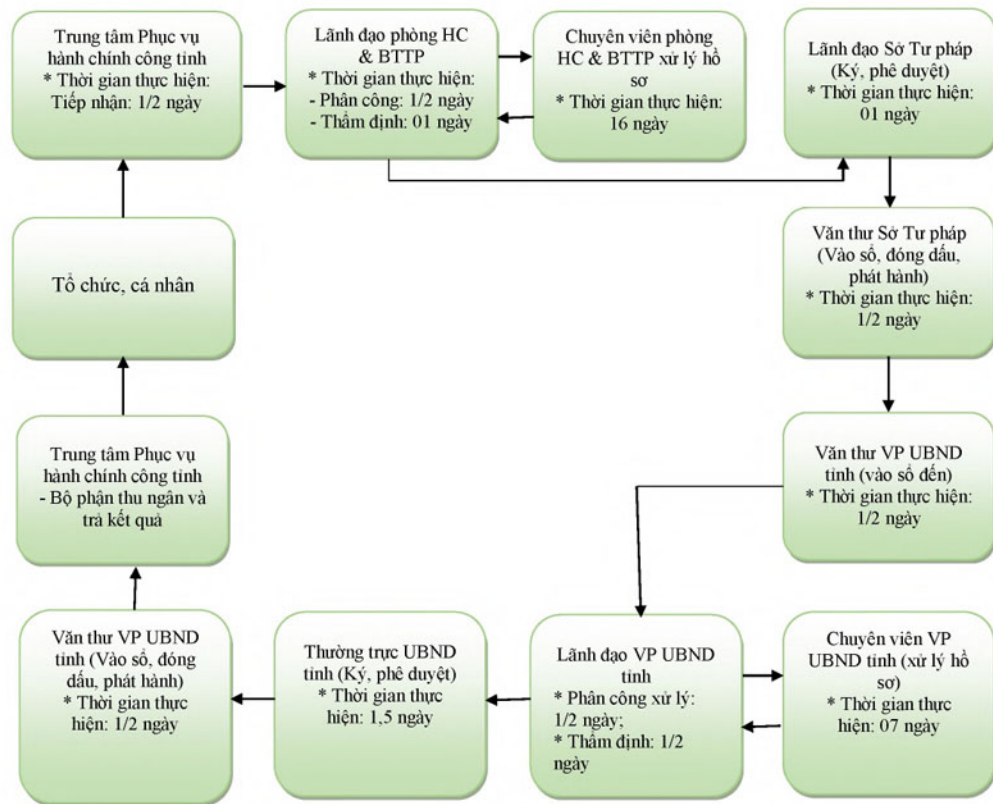 Trung tâm Phục vụ
hành chính công tỉnh
* Thời gian thực hiện:
Tiếp nhận: 1/2 ngày
Lãnh đạo phòng HC
& BTTP
* Thời gian thực hiện:
- Phân công: 1/2 ngày
- Thẩm định: 01 ngày
Chuyên viên phòng
HC & BTTP xử lý hồ
sơ
* Thời gian thực hiện:
16 ngày
Lãnh đạo Sở Tư pháp
(Ký, phê duyệt)
* Thời gian thực hiện:
01 ngày
Văn thư Sở Tư pháp
(Vào sổ, đóng dấu,
phát hành)
* Thời gian thực hiện:
1/2 ngày
Tổ chức, cá nhân
Văn thư VP UBND
tỉnh (vào sổ đến)
* Thời gian thực hiện:
1/2 ngày
Trung tâm Phục vụ
hành chính công tỉnh
- Bộ phận thu ngân và
trả kết quả
Văn thư VP UBND
tỉnh (Vào sổ, đóng
dấu, phát hành)
* Thời gian thực
hiện: 1/2 ngày
Thường trực UBND
tỉnh (Ký, phê duyệt)
* Thời gian thực
hiện: 1,5 ngày
Lãnh đạo VP UBND
tỉnh
* Phân công xử lý:
1/2 ngày;
* Thẩm định: 1/2
ngày
Chuyên viên VP
UBND tỉnh (xử lý hồ
sơ)
* Thời gian thực
hiện: 07 ngày